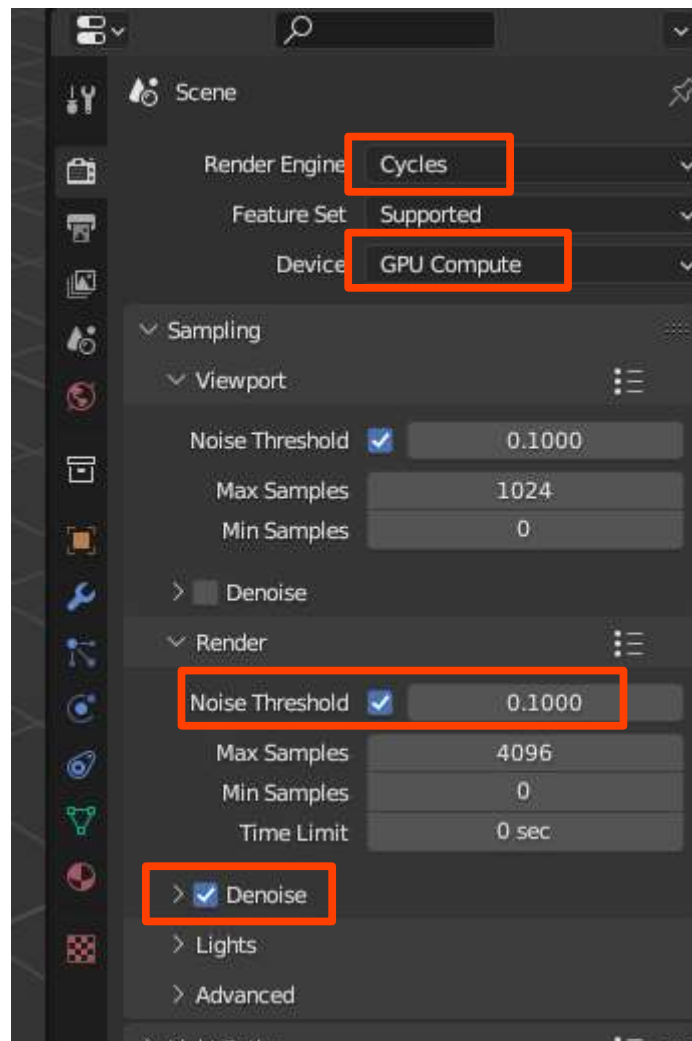 Scene
Render Engine Cycles
Feature Set Supported
Device GPU Compute
Sampling
Viewport
Noise Threshold 0.1000
Max Samples 1024
Min Samples 0
Denoise
Render
Noise Threshold 0.1000
Max Samples 4096
Min Samples 0
Time Limit 0 sec
Denoise
Lights
Advanced